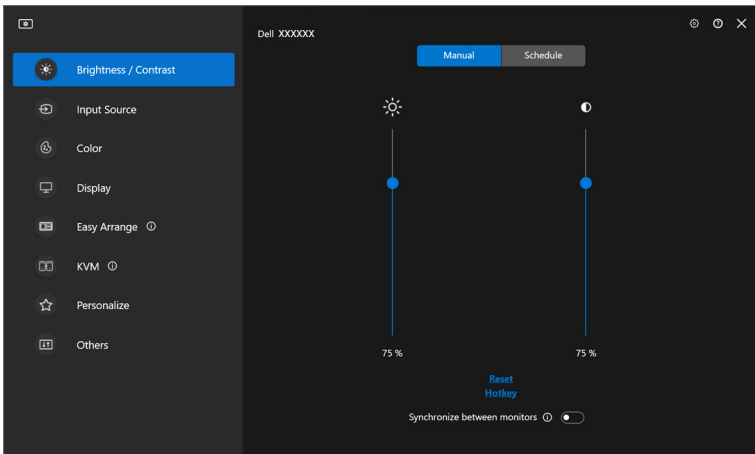 Dell XXXXXX
Brightness / Contrast
Input Source
Color
Display
Easy Arrange
KVM
Personalize
Others
Manual
Schedule
75 %
75 %
Reset
Hotkey
Synchronize between monitors